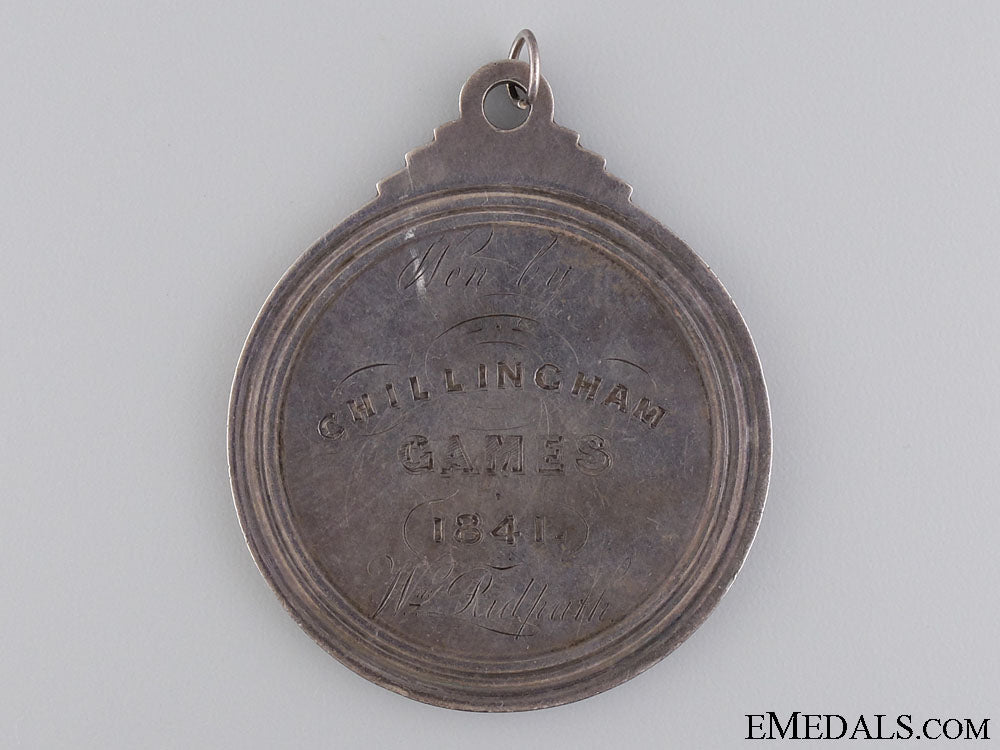 Won by
CHILLINGHAM
GAMES
1841.
Wm Ridpath.
EMEDALS.COM